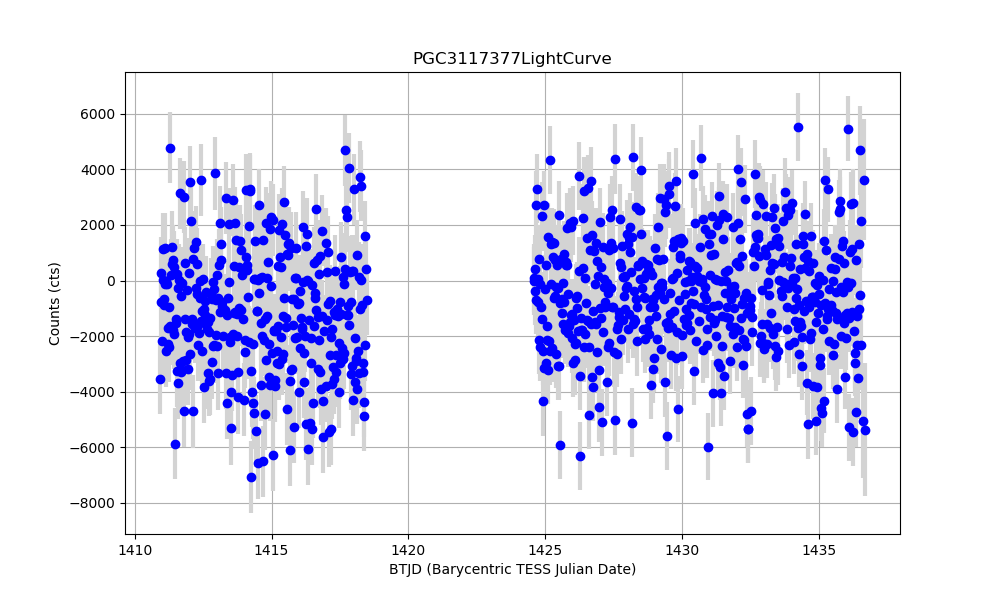 PGC3117377LightCurve
6000
4000
2000
0
−2000
−4000
−6000
−8000
Counts (cts)
1410 1415 1420 1425 1430 1435
BTJD (Barycentric TESS Julian Date)